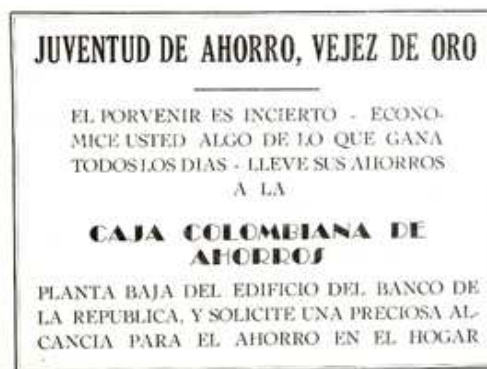 JUVENTUD DE AHORRO, VEJEZ DE ORO
EL PORVENIR ES INCIERTO - ECONO-
MICE USTED ALGO DE LO QUE GANA
TODOS LOS DIAS - LLEVE SUS AHORROS
A LA
CAJA COLOMBIANA DE
AHORROS
PLANTA BAJA DEL EDIFICIO DEL BANCO DE
LA REPUBLICA, Y SOLICITE UNA PRECIOSA AL-
CANCIA PARA EL AHORRO EN EL HOGAR